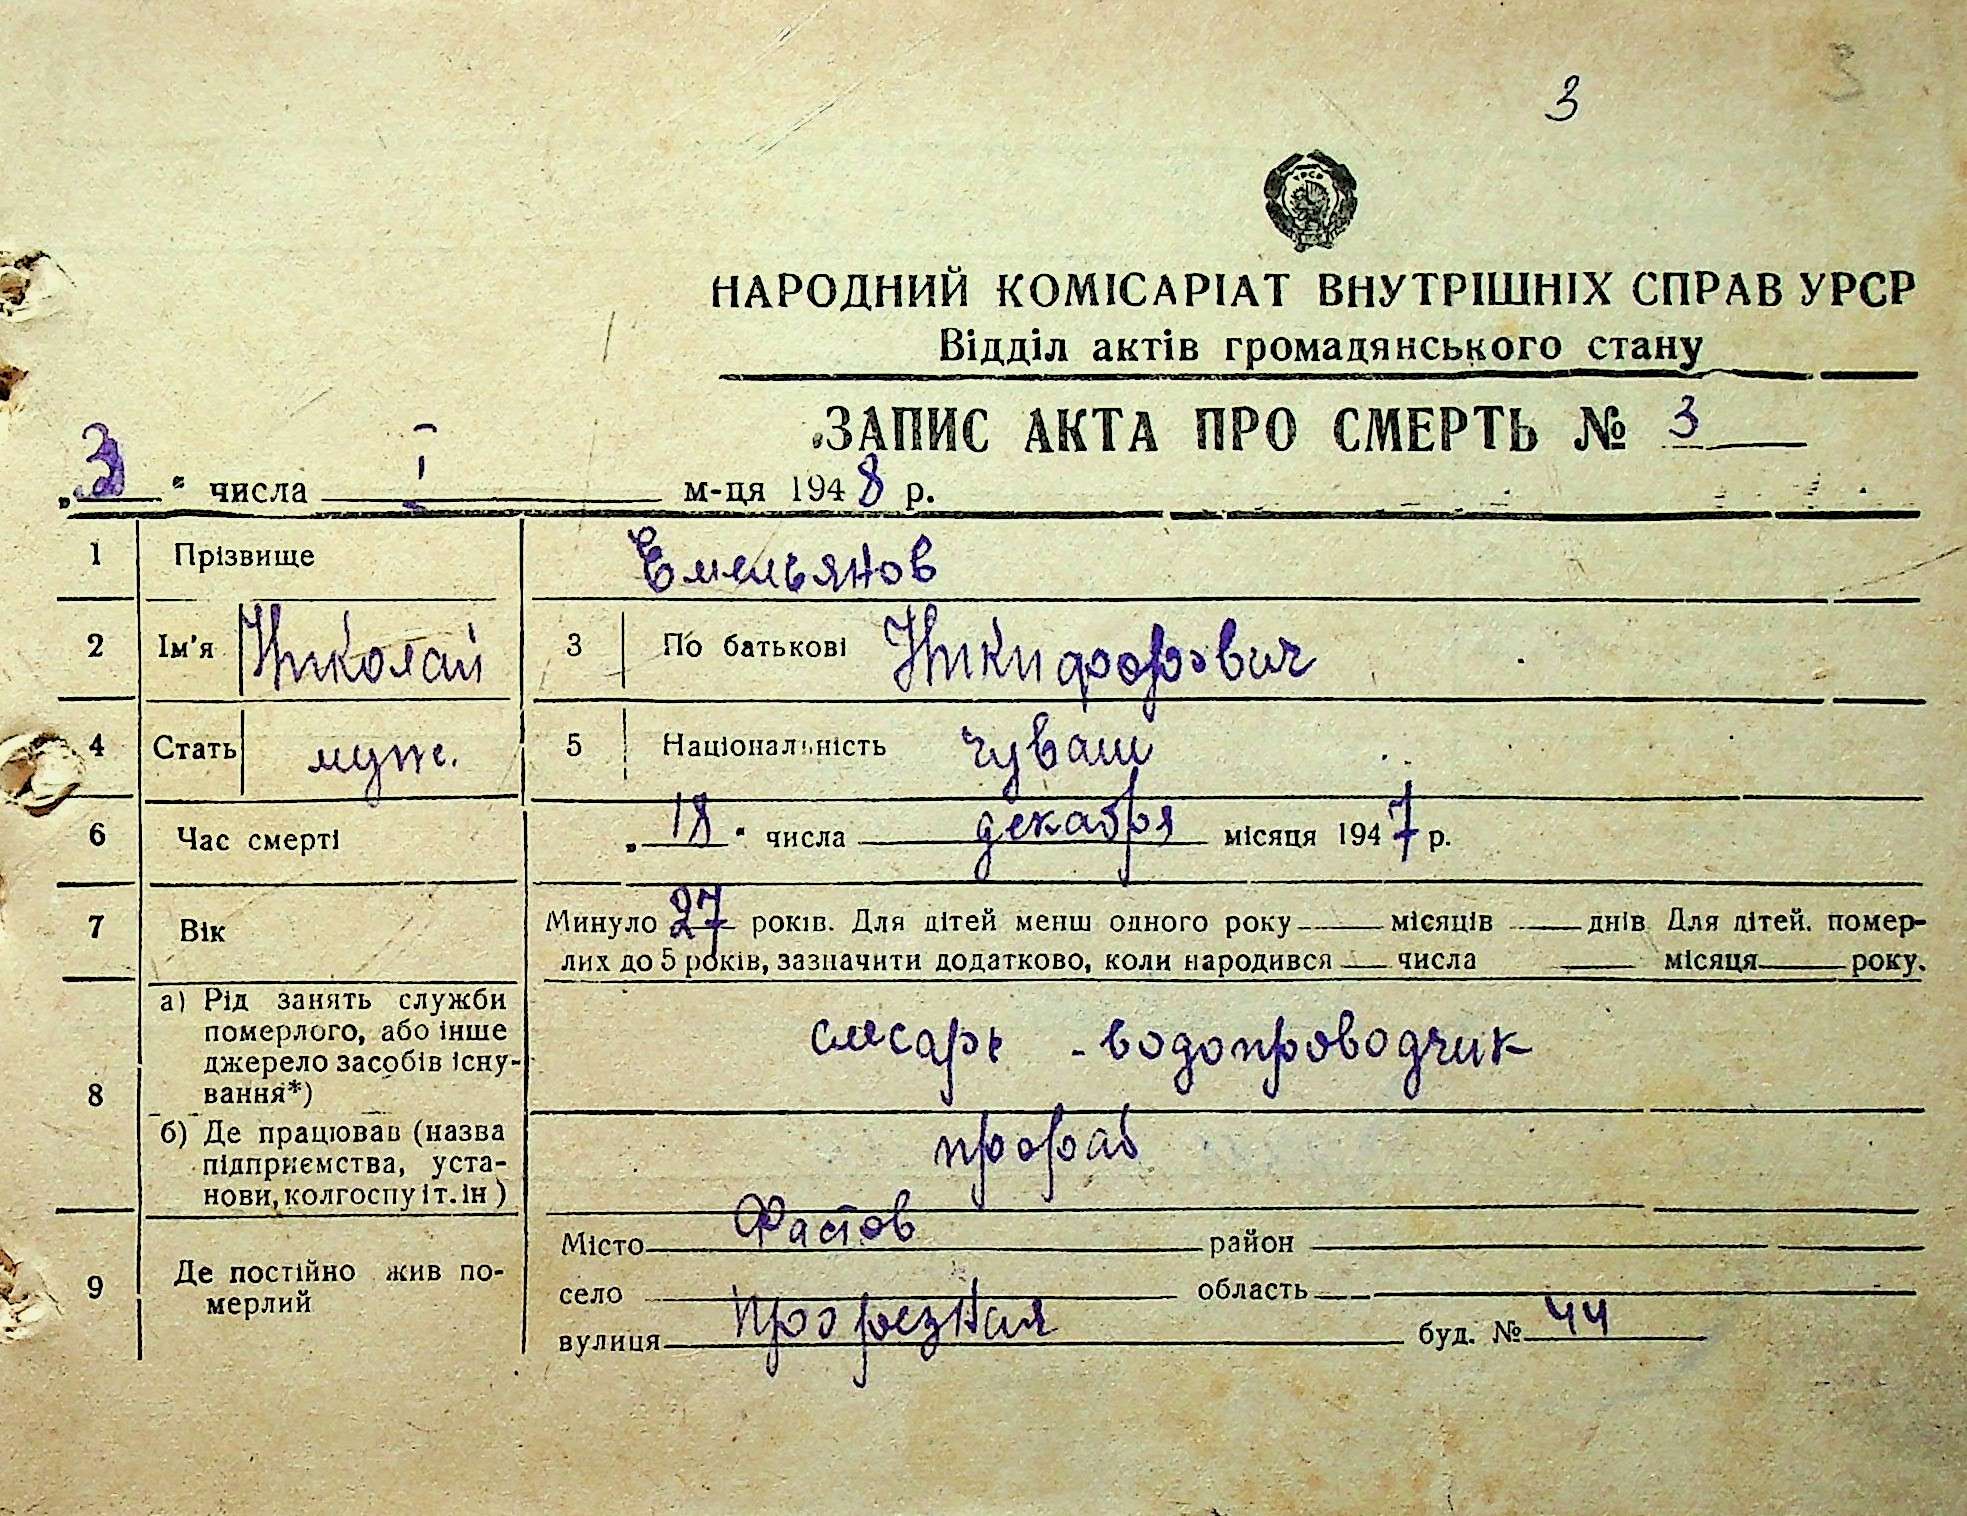 3
УРСР
НАРОДНИЙ КОМІСАРІАТ ВНУТРІШНІХ СПРАВ УРСР
Відділ актів громадянського стану
ЗАПИС АКТА ПРО СМЕРТЬ № 3
„3“ числа I м-ця 1948 р.
1 Прізвище Емельянов
2 Ім'я Николай 3 По батькові Никифорович
4 Стать муж. 5 Національність чуваш
6 Час смерті „18“ числа декабря місяця 1947 р.
7 Вік Минуло 27 років. Для дітей менш одного року — місяців — днів Для дітей, помер-
лих до 5 років, зазначити додатково, коли народився — числа — місяця — року.
8 а) Рід занять служби
померлого, або інше
джерело засобів існу-
вання*) слесарь - водопроводчик
б) Де працював (назва
підприємства, уста-
нови, колгоспу і т. ін) прораб
9 Де постійно жив по-
мерлий
Місто Фастов район
село область
вулиця Прорезная буд. № 44